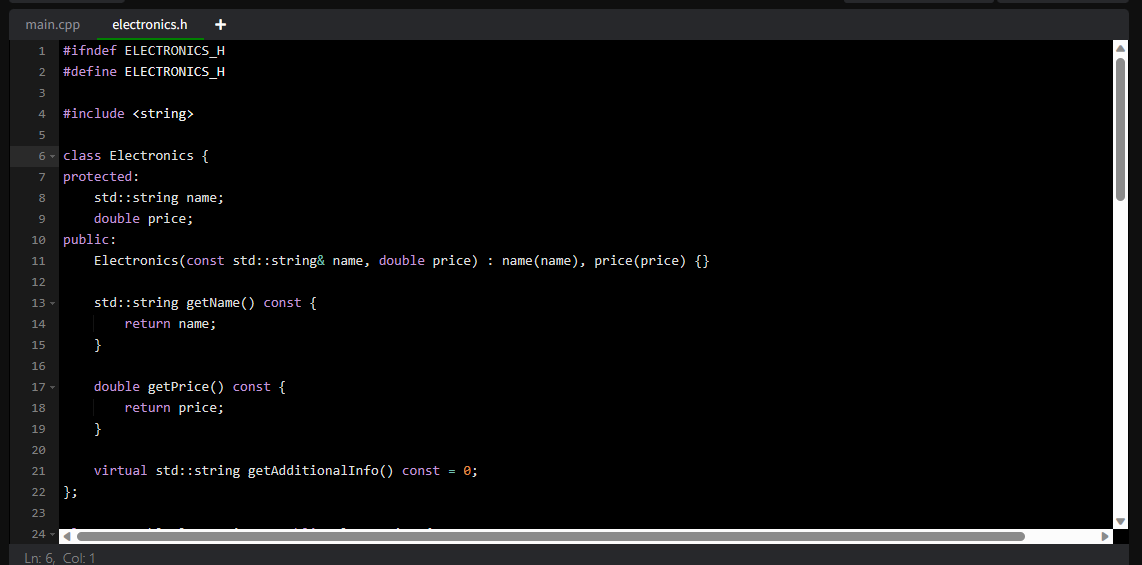 main.cpp electronics.h +
1 #ifndef ELECTRONICS_H
2 #define ELECTRONICS_H
3
4 #include <string>
5
6 class Electronics {
7 protected:
8     std::string name;
9     double price;
10 public:
11     Electronics(const std::string& name, double price) : name(name), price(price) {}
12
13     std::string getName() const {
14         return name;
15     }
16
17     double getPrice() const {
18         return price;
19     }
20
21     virtual std::string getAdditionalInfo() const = 0;
22 };
23
24
Ln: 6, Col: 1